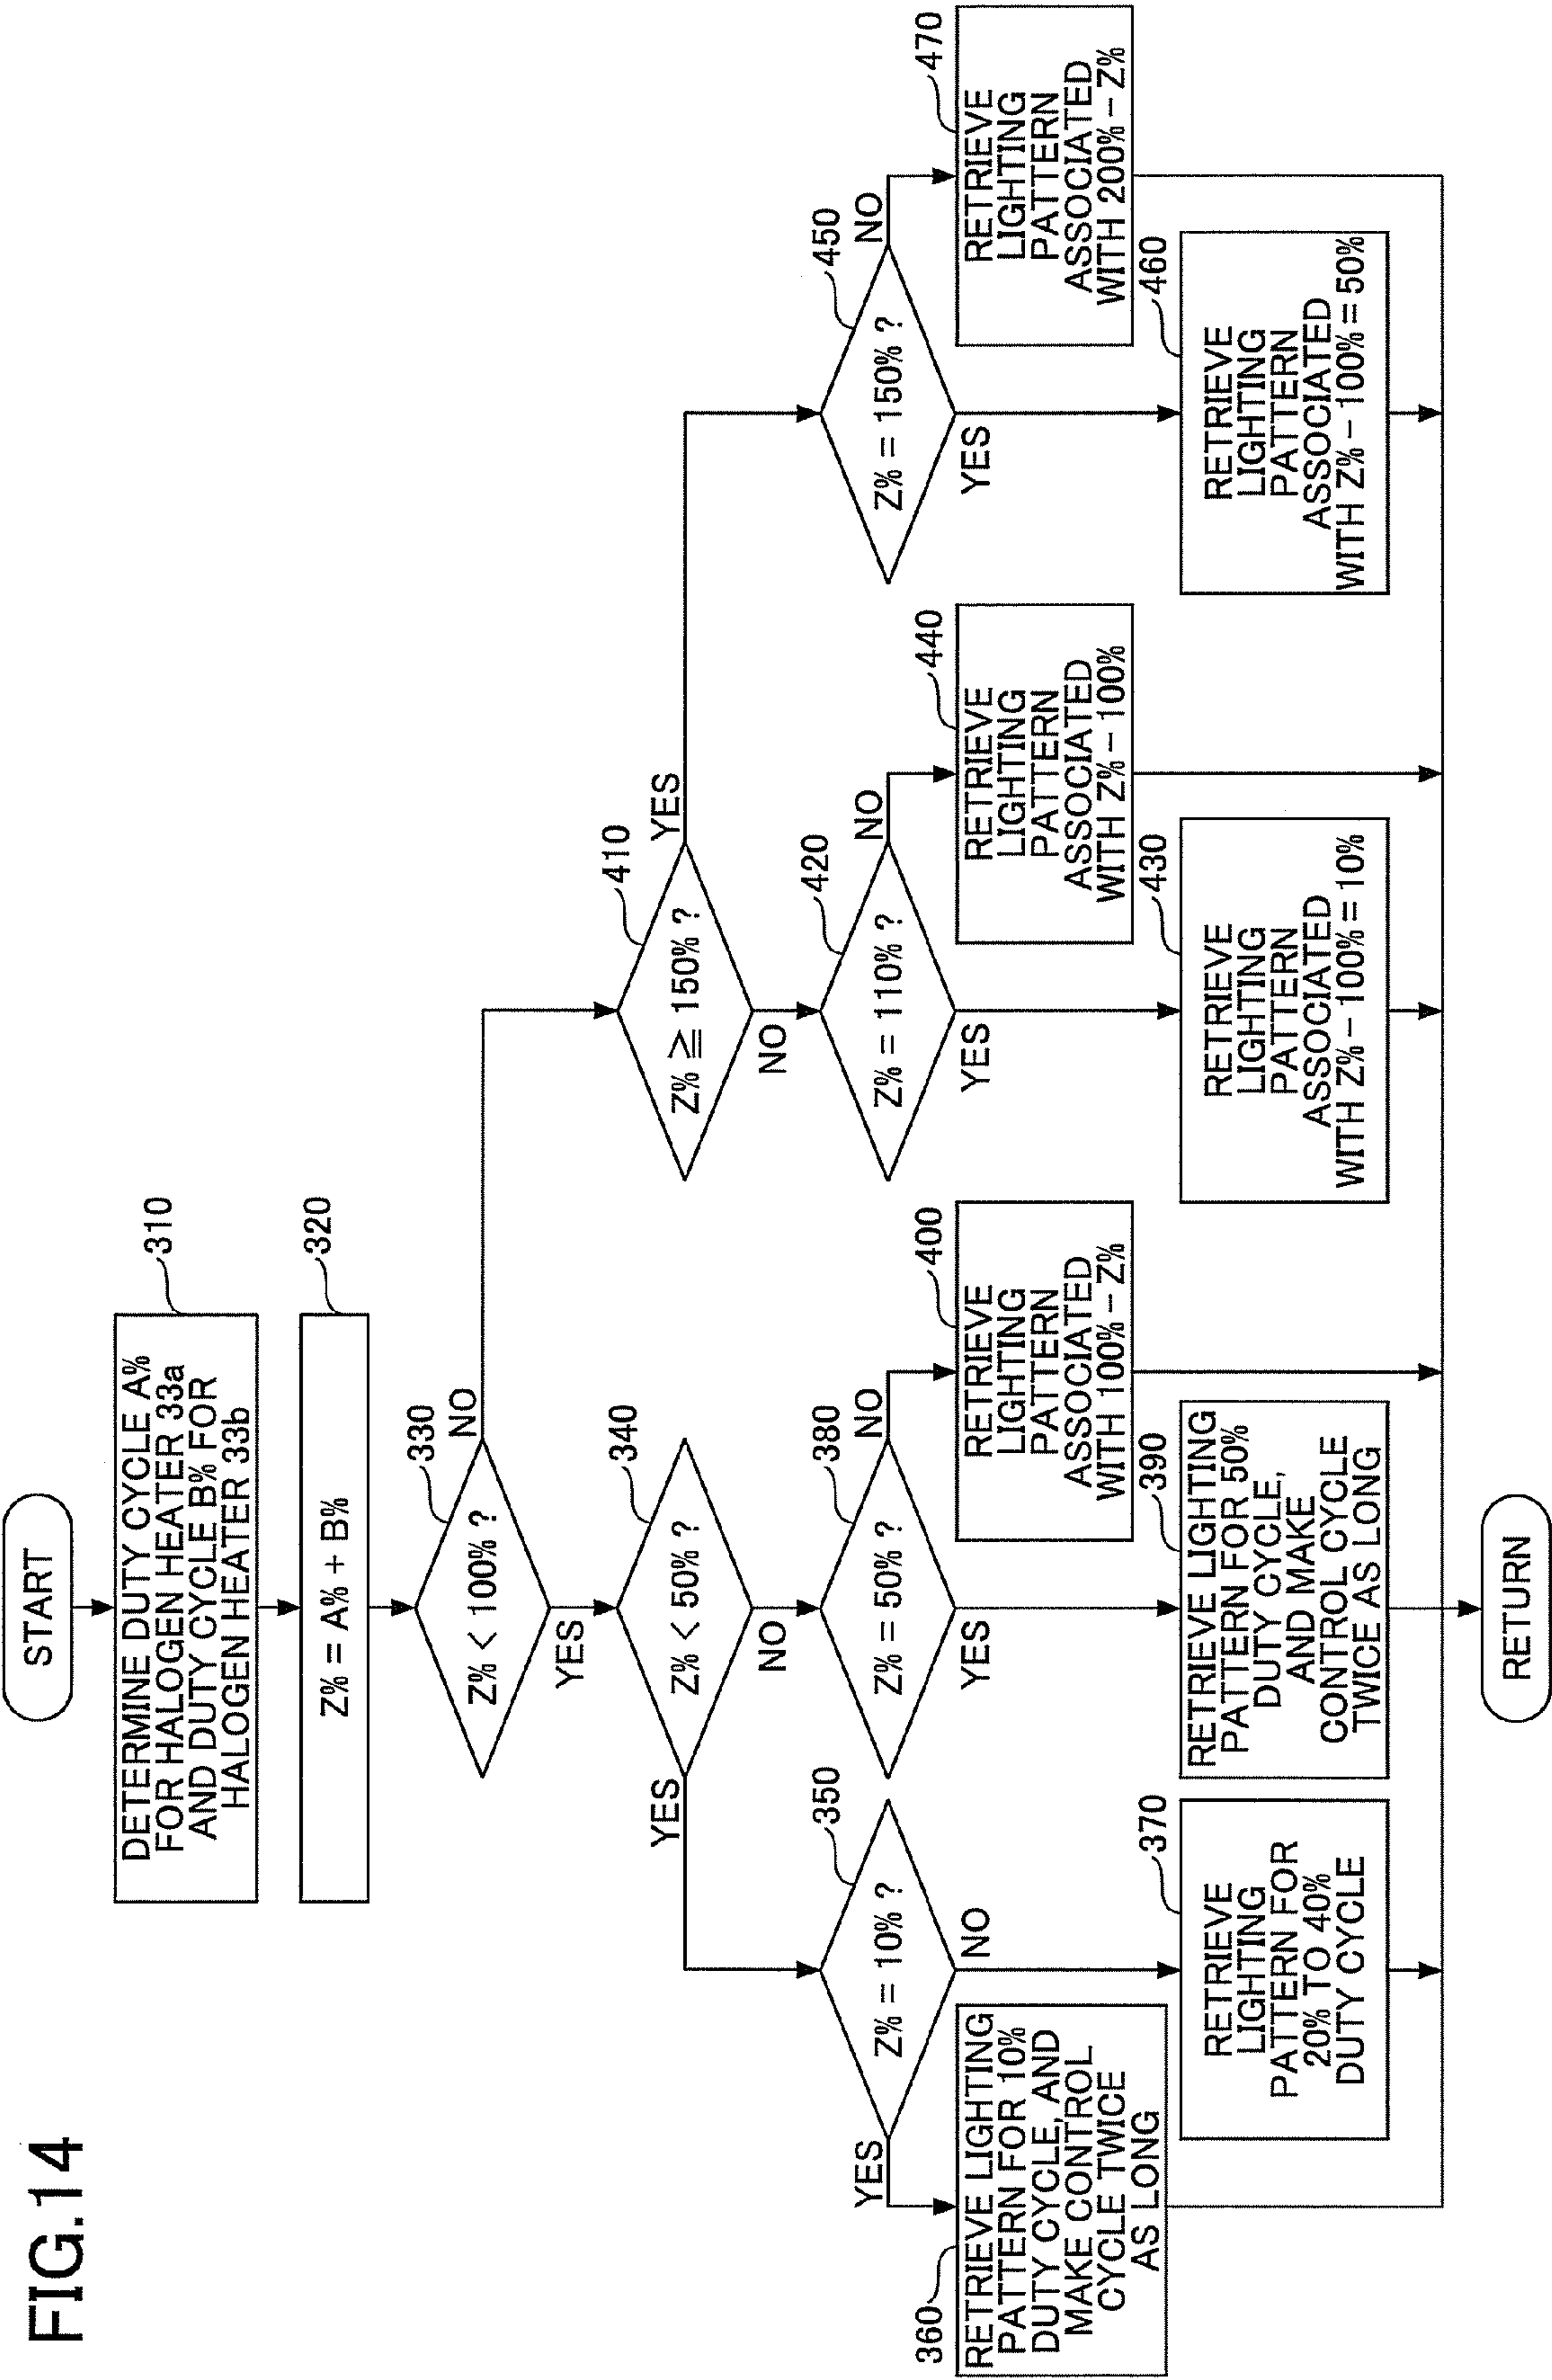 FIG.14
START
310
DETERMINE DUTY CYCLE A%
FOR HALOGEN HEATER 33a
AND DUTY CYCLE B% FOR
HALOGEN HEATER 33b
320
Z% = A% + B%
330
Z% < 100% ?
NO
YES
340
Z% < 50% ?
YES
NO
410
Z% ≧ 150% ?
YES
NO
350
Z% = 10% ?
YES
NO
380
Z% = 50% ?
NO
YES
420
Z% = 110% ?
NO
YES
450
Z% = 150% ?
NO
YES
360
RETRIEVE LIGHTING
PATTERN FOR 10%
DUTY CYCLE, AND
MAKE CONTROL
CYCLE TWICE
AS LONG
400
RETRIEVE
LIGHTING
PATTERN
ASSOCIATED
WITH 100% – Z%
440
RETRIEVE
LIGHTING
PATTERN
ASSOCIATED
WITH Z% – 100%
470
RETRIEVE
LIGHTING
PATTERN
ASSOCIATED
WITH 200% – Z%
370
RETRIEVE
LIGHTING
PATTERN FOR
20% TO 40%
DUTY CYCLE
390
RETRIEVE LIGHTING
PATTERN FOR 50%
DUTY CYCLE,
AND MAKE
CONTROL CYCLE
TWICE AS LONG
430
RETRIEVE
LIGHTING
PATTERN
ASSOCIATED
WITH Z% – 100% = 10%
460
RETRIEVE
LIGHTING
PATTERN
ASSOCIATED
WITH Z% – 100% = 50%
RETURN